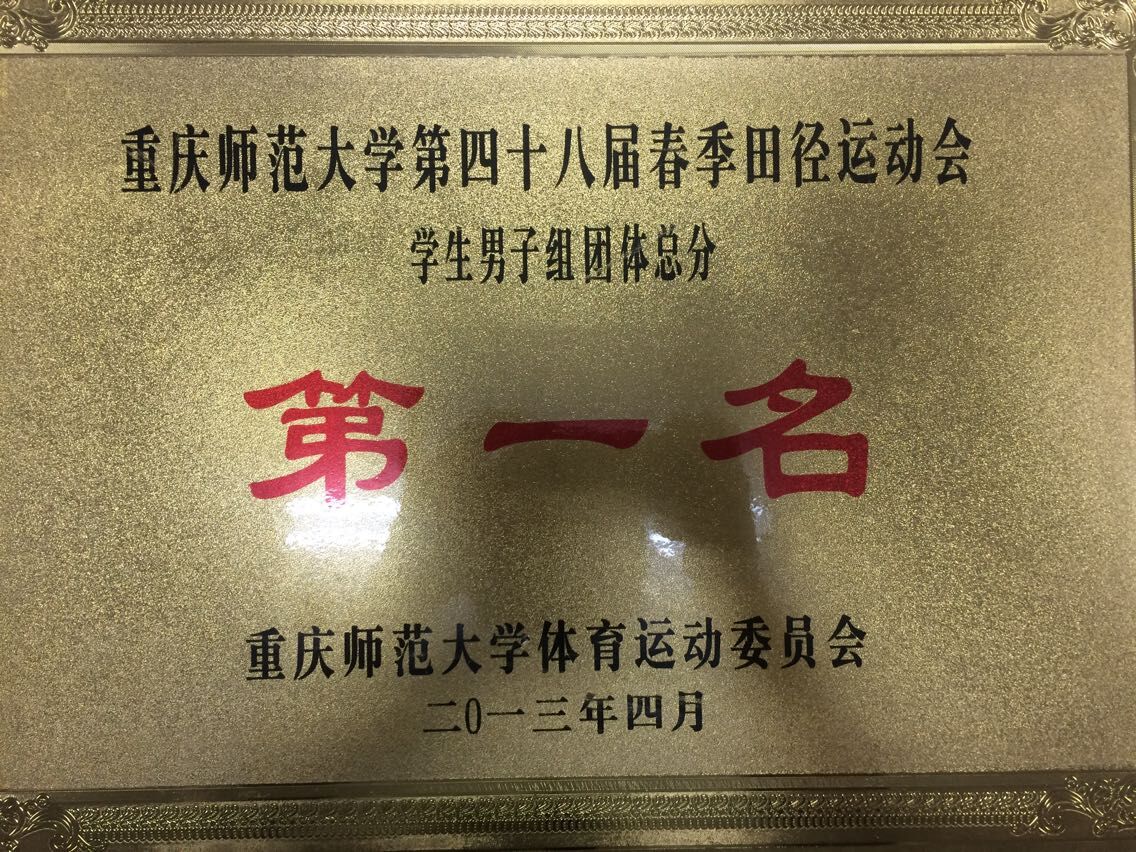 重庆师范大学第四十八届春季田径运动会
学生男子组团体总分
第一名
重庆师范大学体育运动委员会
二0一三年四月